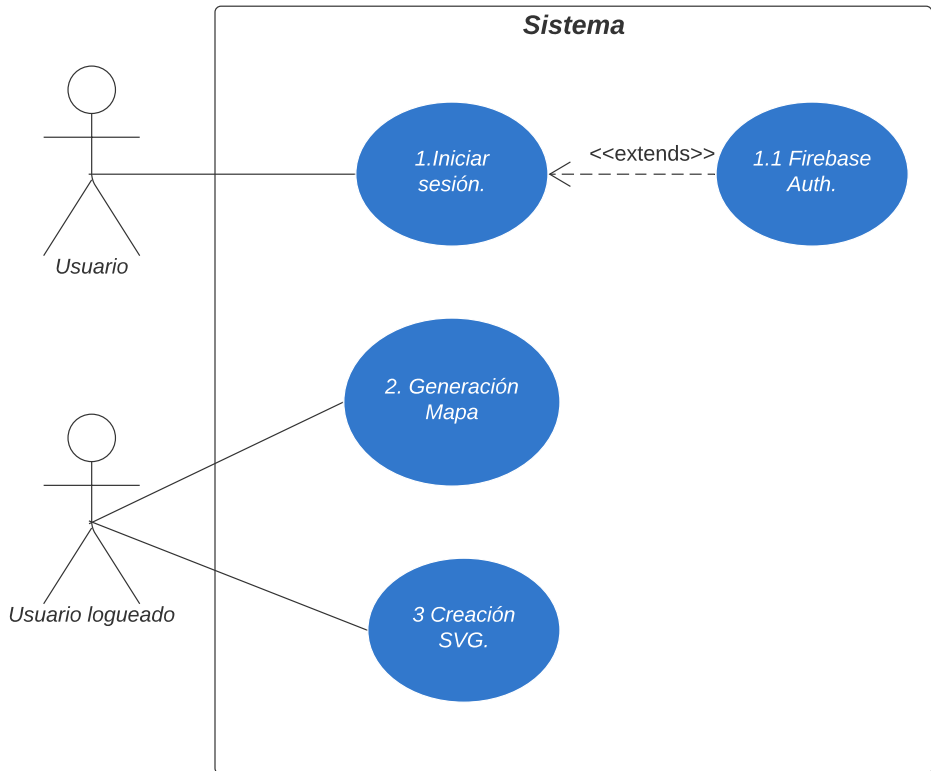 Sistema
1.Iniciar
sesión.
<<extends>>
1.1 Firebase
Auth.
Usuario
2. Generación
Mapa
Usuario logueado
3 Creación
SVG.